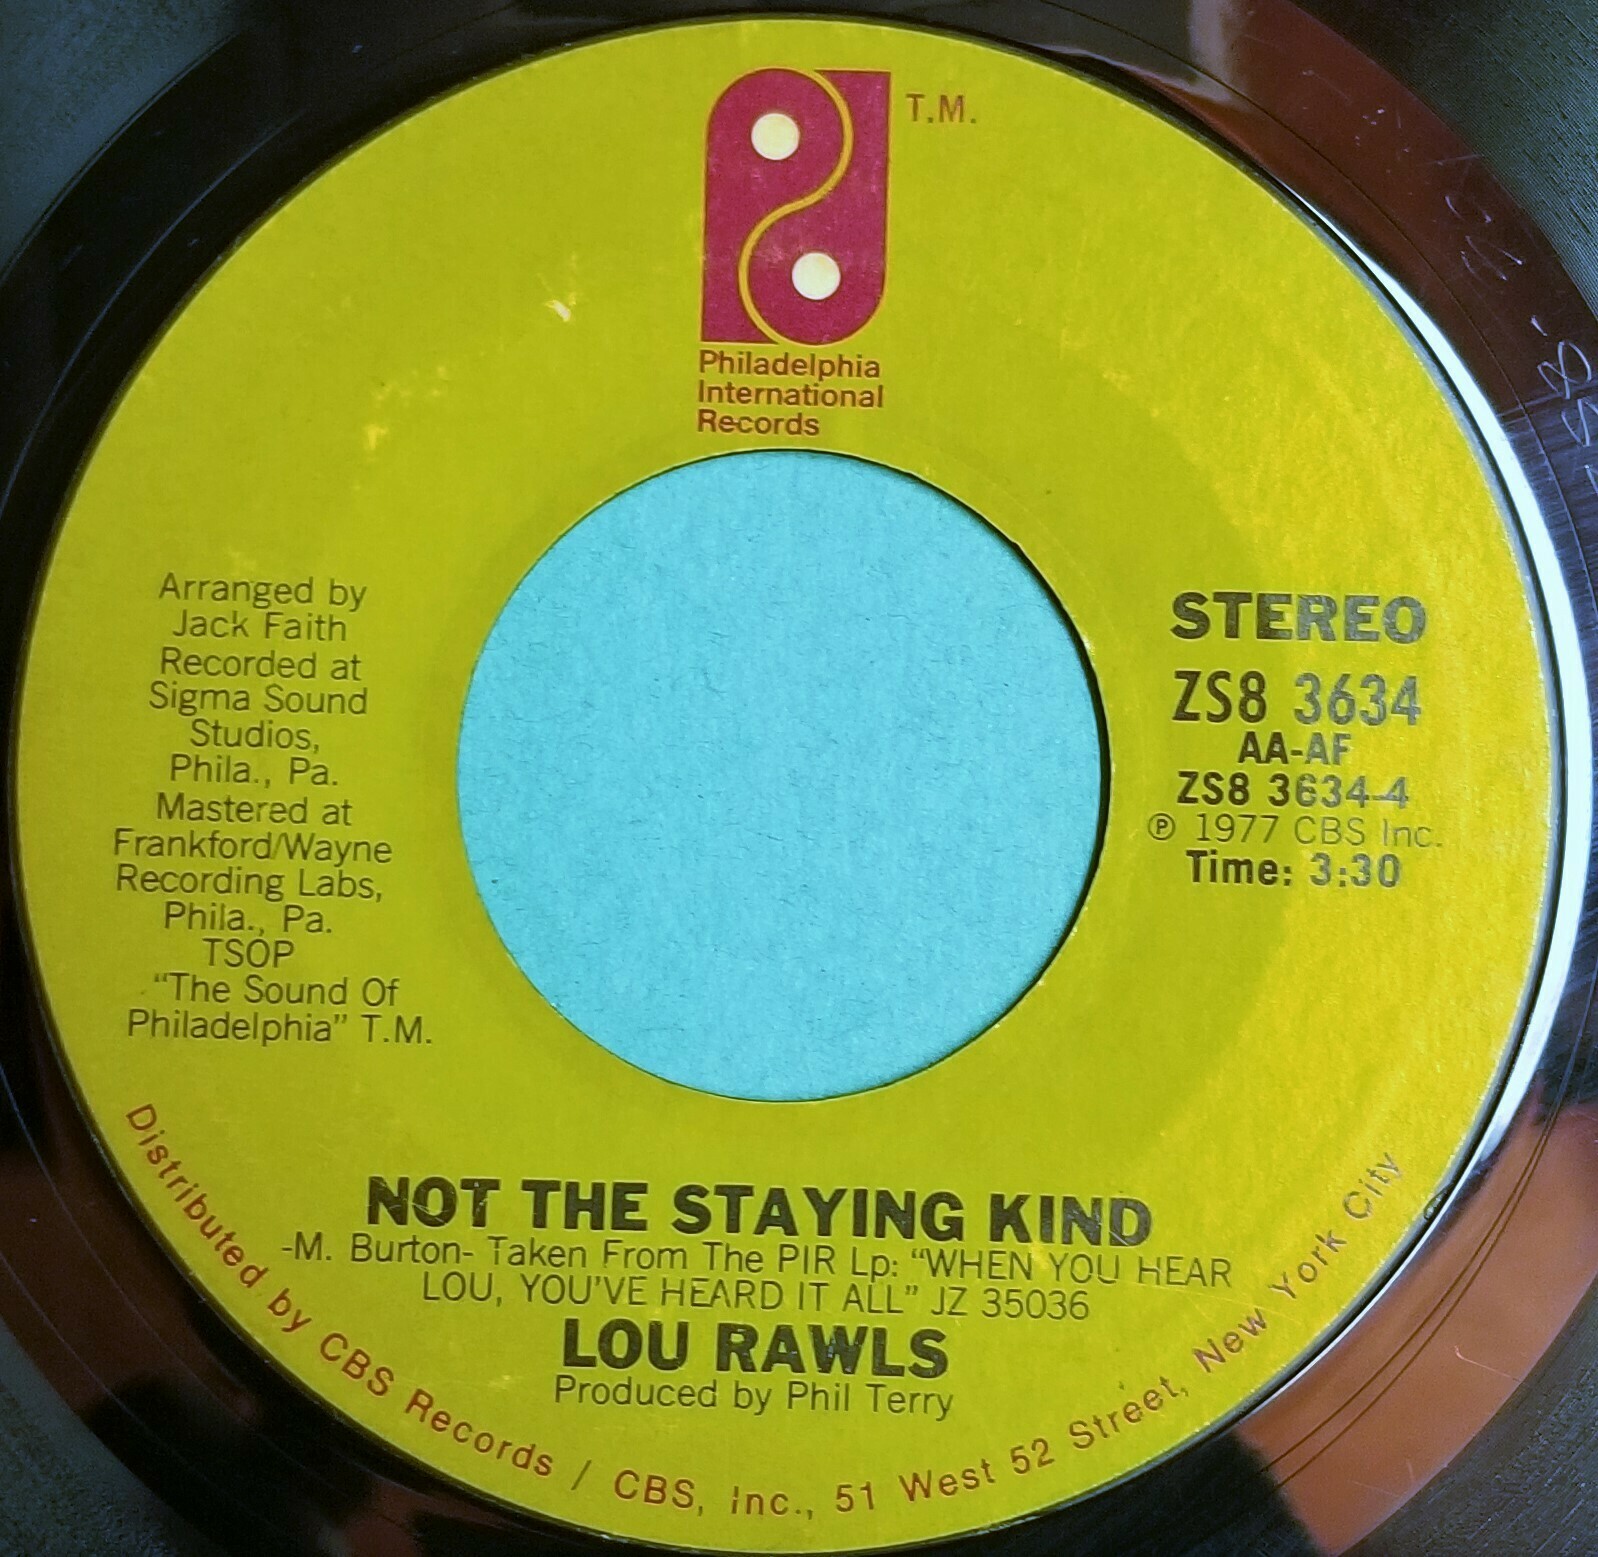 T.M.
Philadelphia
International
Records
Arranged by
Jack Faith
Recorded at
Sigma Sound
Studios,
Phila., Pa.
Mastered at
Frankford/Wayne
Recording Labs,
Phila., Pa.
TSOP
"The Sound Of
Philadelphia" T.M.
STEREO
ZS8 3634
AA-AF
ZS8 3634-4
℗ 1977 CBS Inc.
Time: 3:30
NOT THE STAYING KIND
-M. Burton- Taken From The PIR Lp: "WHEN YOU HEAR
LOU, YOU'VE HEARD IT ALL" JZ 35036
LOU RAWLS
Produced by Phil Terry
Distributed by CBS Records / CBS, Inc., 51 West 52 Street, New York City